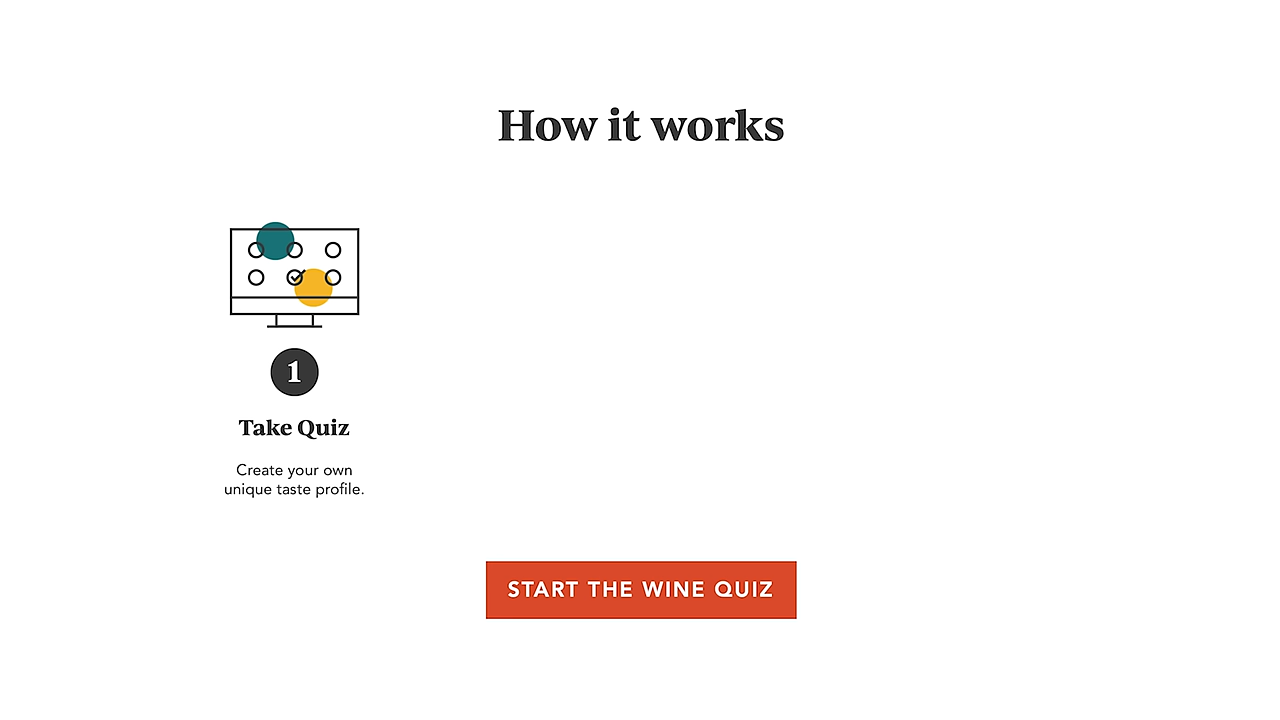 How it works
1
Take Quiz
Create your own
unique taste profile.
START THE WINE QUIZ